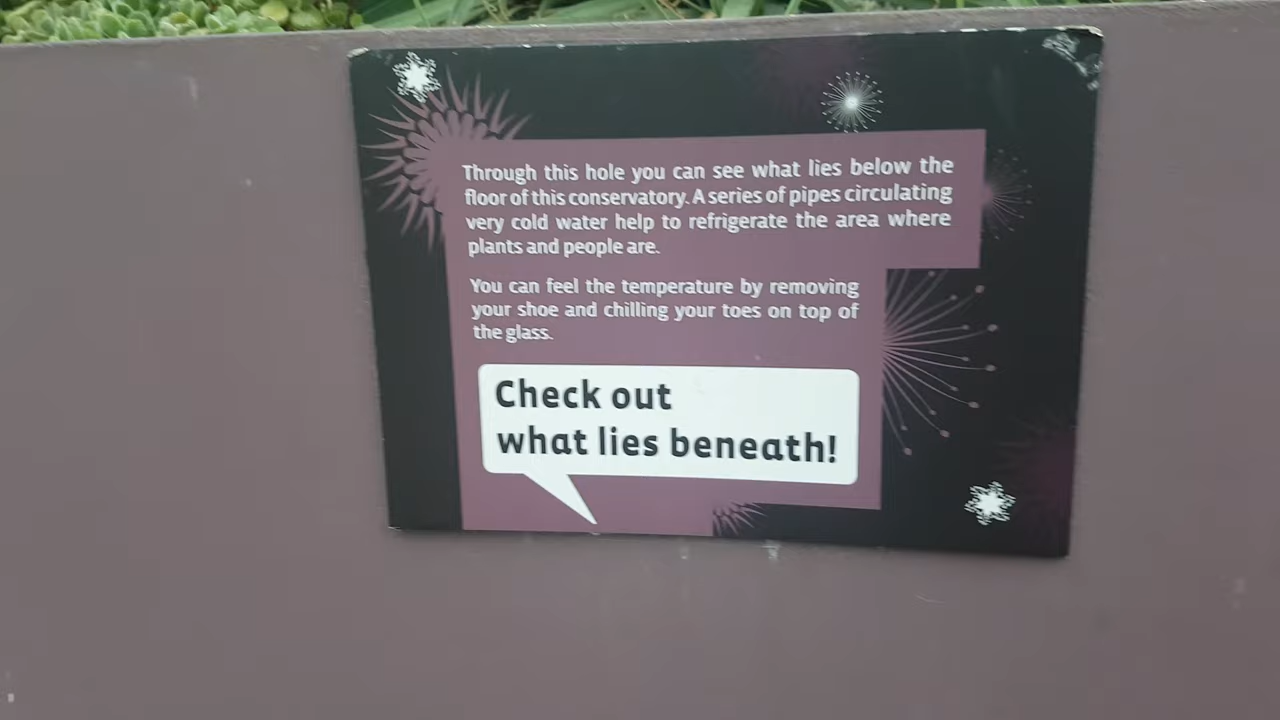 Through this hole you can see what lies below the
floor of this conservatory. A series of pipes circulating
very cold water help to refrigerate the area where
plants and people are.
You can feel the temperature by removing
your shoe and chilling your toes on top of
the glass.
Check out
what lies beneath!